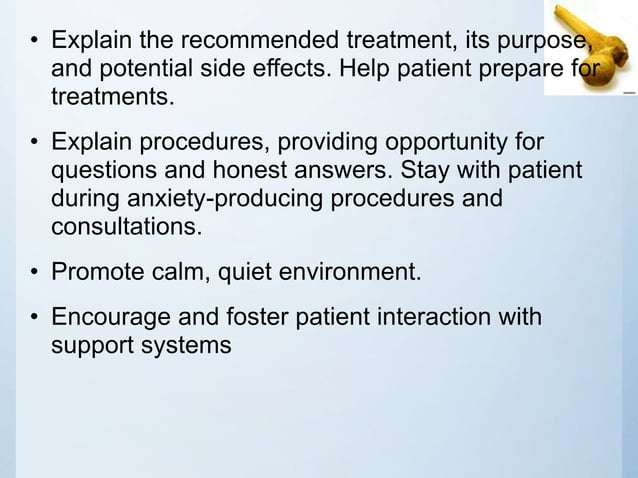 • Explain the recommended treatment, its purpose,
and potential side effects. Help patient prepare for
treatments.
• Explain procedures, providing opportunity for
questions and honest answers. Stay with patient
during anxiety-producing procedures and
consultations.
• Promote calm, quiet environment.
• Encourage and foster patient interaction with
support systems